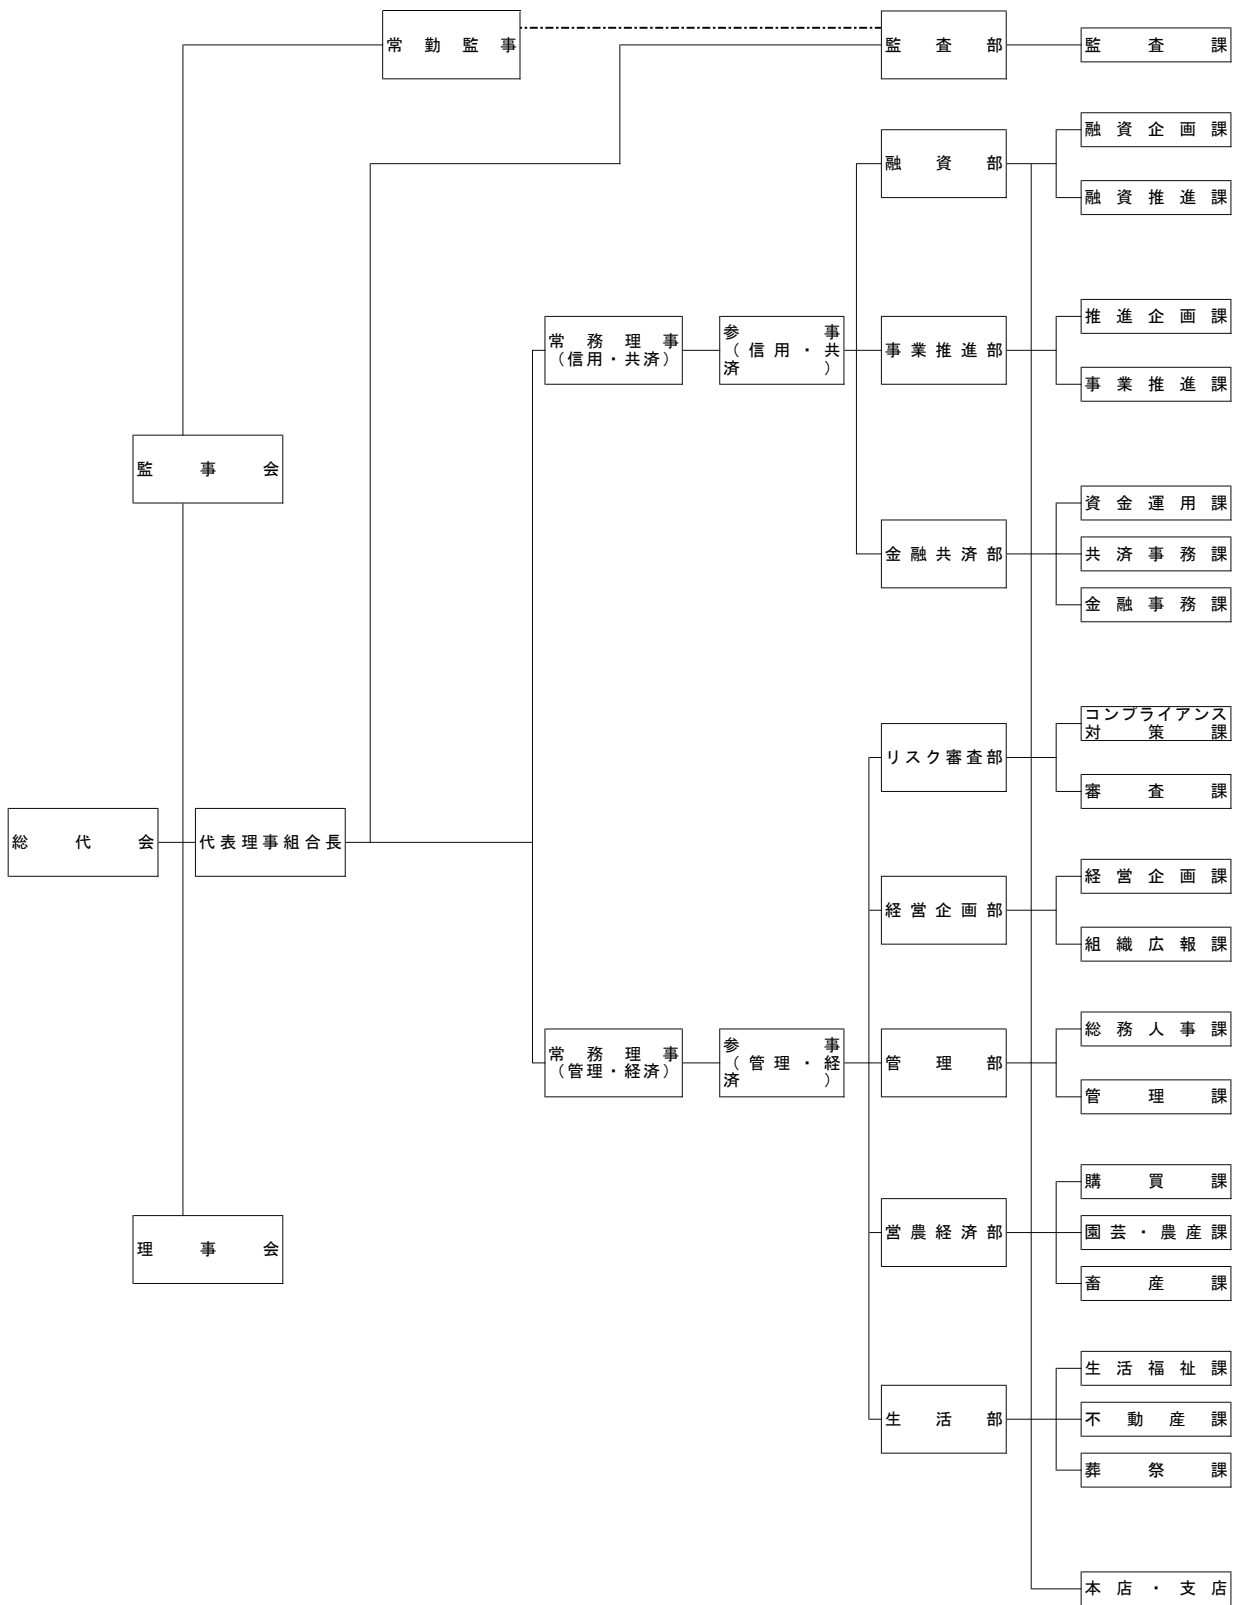 常勤監事
監査部
監査課
融資企画課
融資部
融資推進課
推進企画課
常務理事
（信用・共済）
参事
（信用・共
済）
事業推進部
事業推進課
監事会
資金運用課
金融共済部
共済事務課
金融事務課
コンプライアンス
対策課
リスク審査部
審査課
総代会
代表理事組合長
経営企画課
経営企画部
組織広報課
総務人事課
常務理事
（管理・経済）
参事
（管理・経
済）
管理部
管理課
購買課
営農経済部
園芸・農産課
理事会
畜産課
生活福祉課
生活部
不動産課
葬祭課
本店・支店